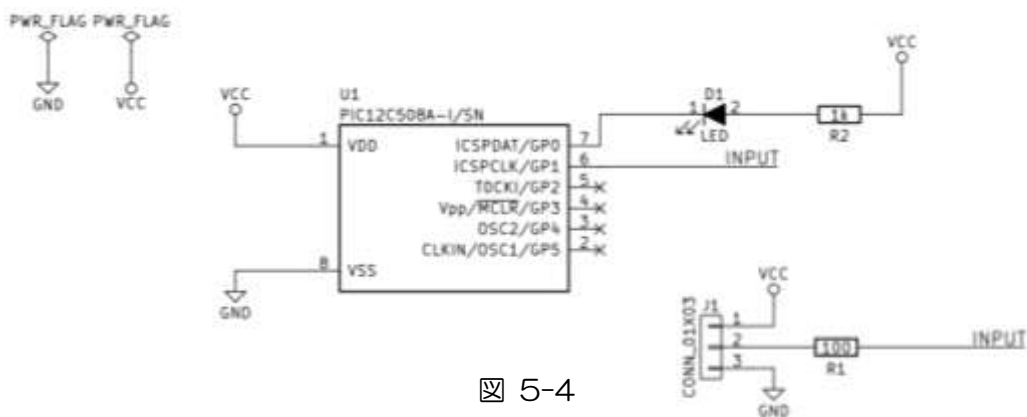 PWR_FLAG PWR_FLAG
GND
VCC
VCC
U1
PIC12C508A-I/SN
1 VDD
8 VSS
GND
ICSPDAT/GP0 7
ICSPCLK/GP1 6
T0CKI/GP2 5
Vpp/MCLR/GP3 4
OSC2/GP4 3
CLKIN/OSC1/GP5 2
D1
1 2
LED
1k
R2
VCC
INPUT
VCC
J1
CONN_01X03
1
2
3
100
R1
INPUT
GND
図 5-4